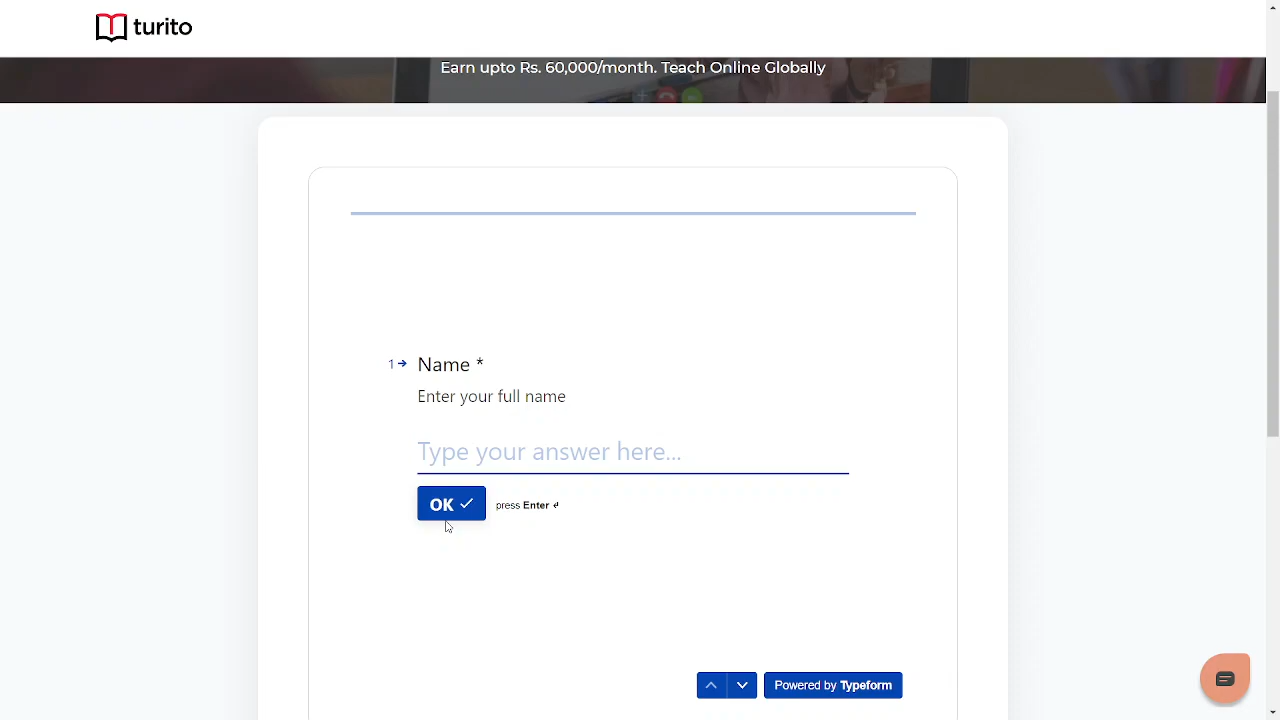 turito
Earn upto Rs. 60,000/month. Teach Online Globally
1
Name *
Enter your full name
Type your answer here...
OK
press Enter ↵
Powered by Typeform